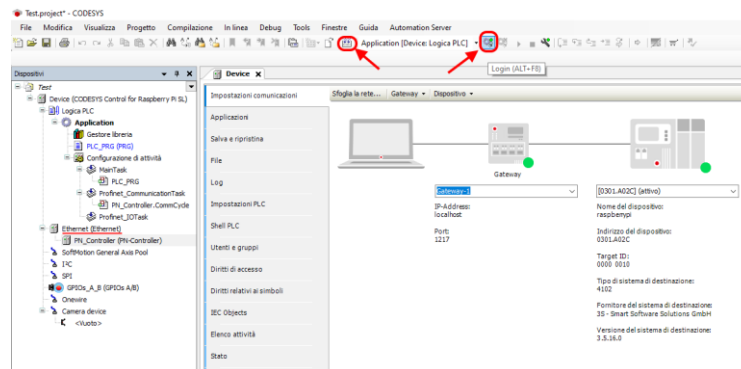 Test.project* - CODESYS
File Modifica Visualizza Progetto Compilazione In linea Debug Tools Finestre Guida Automation Server
Application [Device: Logica PLC]
Login (ALT+F8)
Dispositivi
Test
Device (CODESYS Control for Raspberry Pi SL)
Logica PLC
Application
Gestore libreria
PLC_PRG (PRG)
Configurazione di attività
MainTask
PLC_PRG
Profinet_CommunicationTask
PN_Controller.CommCycle
Profinet_IOTask
Ethernet (Ethernet)
PN_Controller (PN-Controller)
SoftMotion General Axis Pool
I²C
SPI
GPIOs_A_B (GPIOs A/B)
Onewire
Camera device
<Vuoto>
Device
Impostazioni comunicazioni
Applicazioni
Salva e ripristina
File
Log
Impostazioni PLC
Shell PLC
Utenti e gruppi
Diritti di accesso
Diritti relativi ai simboli
IEC Objects
Elenco attività
Stato
Sfoglia la rete... Gateway Dispositivo
Gateway
Gateway-1
IP-Address:
localhost
Port:
1217
[0301.A02C] (attivo)
Nome del dispositivo:
raspberrypi
Indirizzo del dispositivo:
0301.A02C
Target ID:
0000 0010
Tipo di sistema di destinazione:
4102
Fornitore del sistema di destinazione:
3S - Smart Software Solutions GmbH
Versione del sistema di destinazione:
3.5.16.0